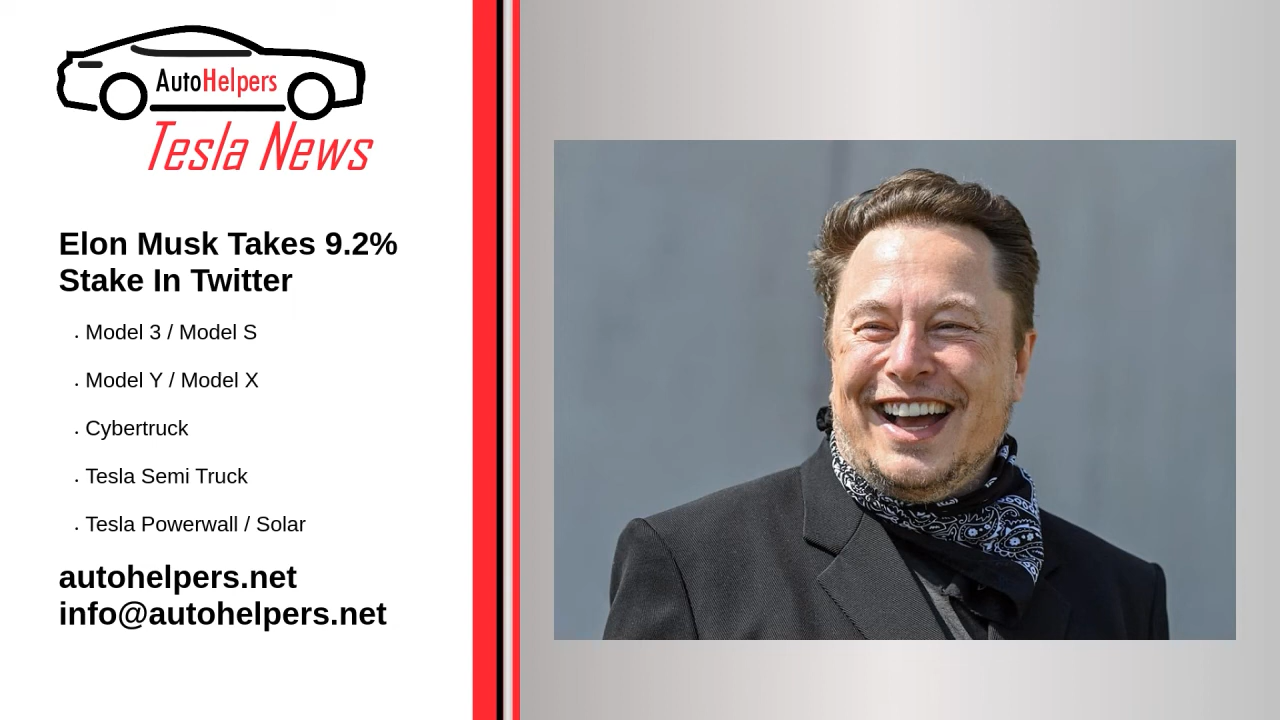 AutoHelpers
Tesla News
Elon Musk Takes 9.2%
Stake In Twitter
. Model 3 / Model S
. Model Y / Model X
. Cybertruck
. Tesla Semi Truck
. Tesla Powerwall / Solar
autohelpers.net
info@autohelpers.net